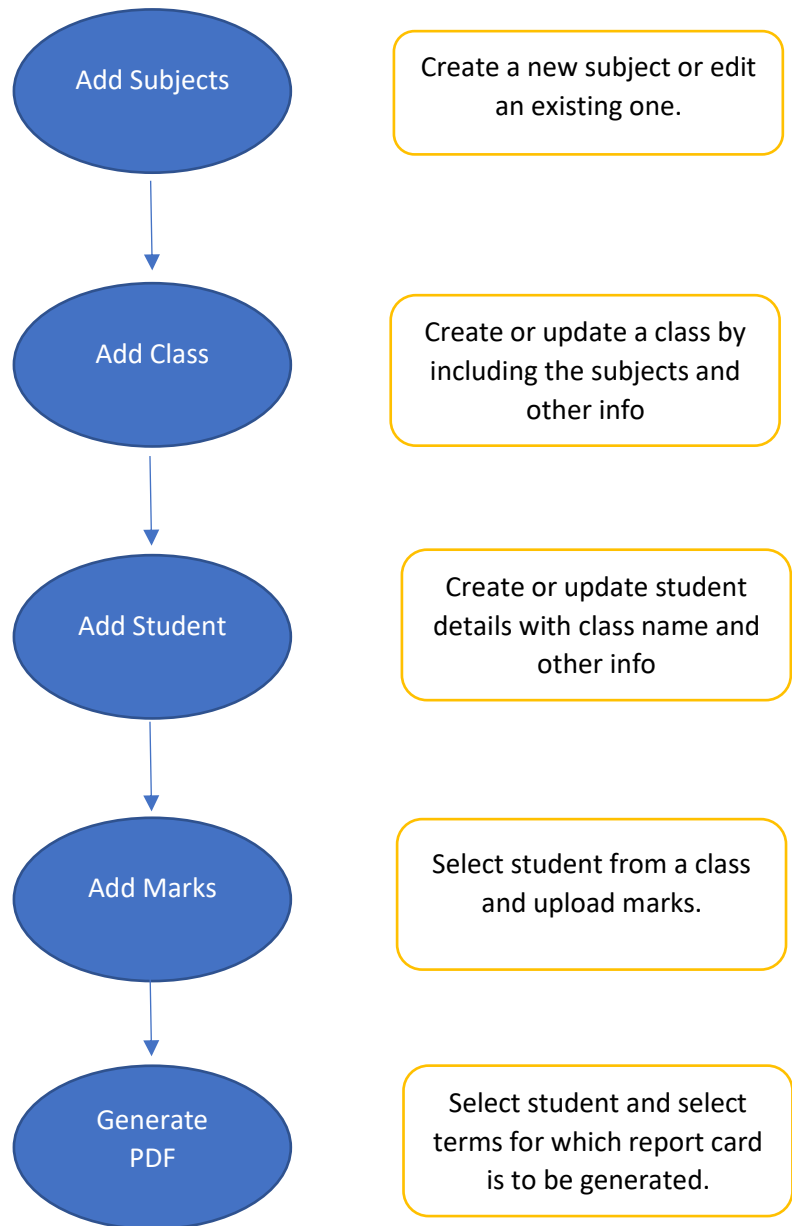 Add Subjects
Create a new subject or edit
an existing one.
Add Class
Create or update a class by
including the subjects and
other info
Add Student
Create or update student
details with class name and
other info
Add Marks
Select student from a class
and upload marks.
Generate
PDF
Select student and select
terms for which report card
is to be generated.